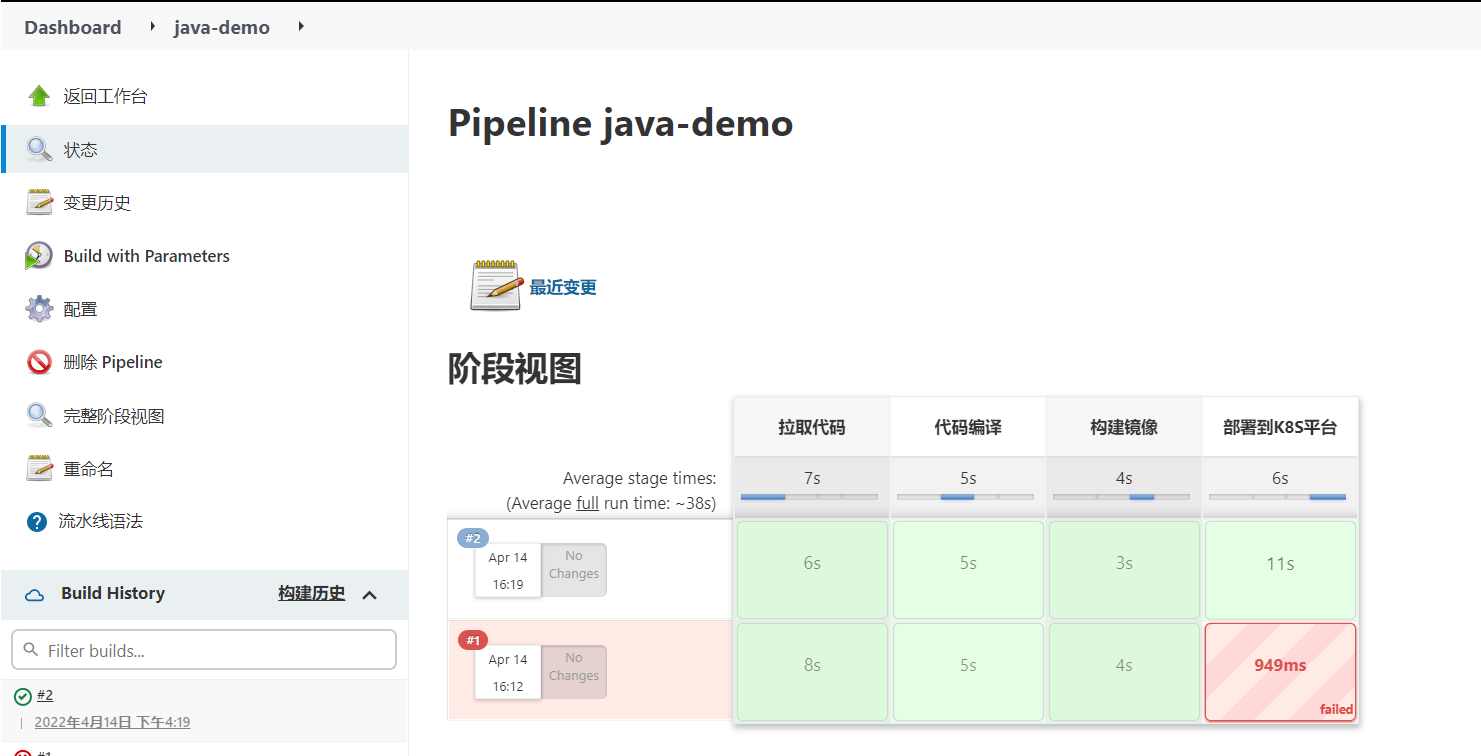 Dashboard java-demo
返回工作台
状态
变更历史
Build with Parameters
配置
删除 Pipeline
完整阶段视图
重命名
流水线语法
Build History 构建历史
Filter builds...
#2
2022年4月14日 下午4:19
#1
Pipeline java-demo
最近变更
阶段视图
拉取代码 代码编译 构建镜像 部署到K8S平台
Average stage times: 7s 5s 4s 6s
(Average full run time: ~38s)
#2
Apr 14 No
16:19 Changes
6s 5s 3s 11s
#1
Apr 14 No
16:12 Changes
8s 5s 4s 949ms
failed